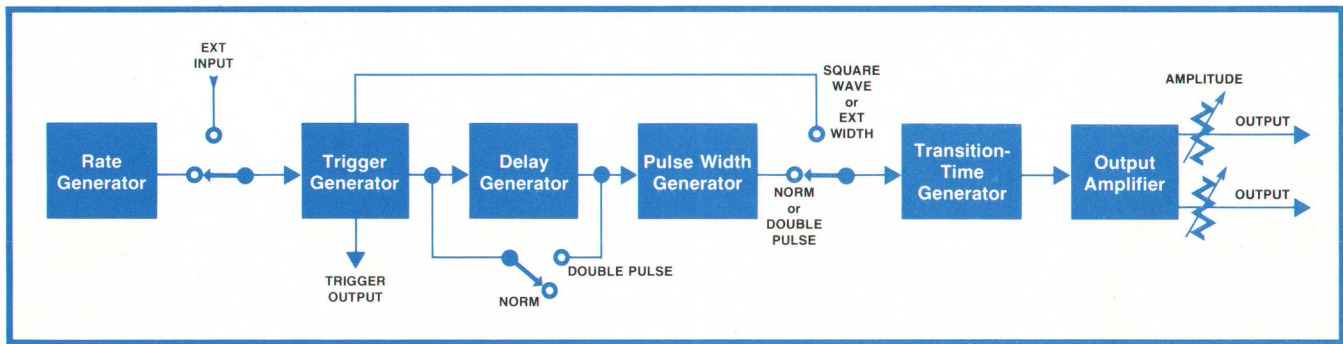 EXT
INPUT
SQUARE
WAVE
or
EXT
WIDTH
AMPLITUDE
OUTPUT
Rate
Generator
Trigger
Generator
Delay
Generator
Pulse Width
Generator
Transition-
Time
Generator
Output
Amplifier
OUTPUT
NORM
or
DOUBLE
PULSE
TRIGGER
OUTPUT
NORM
DOUBLE PULSE